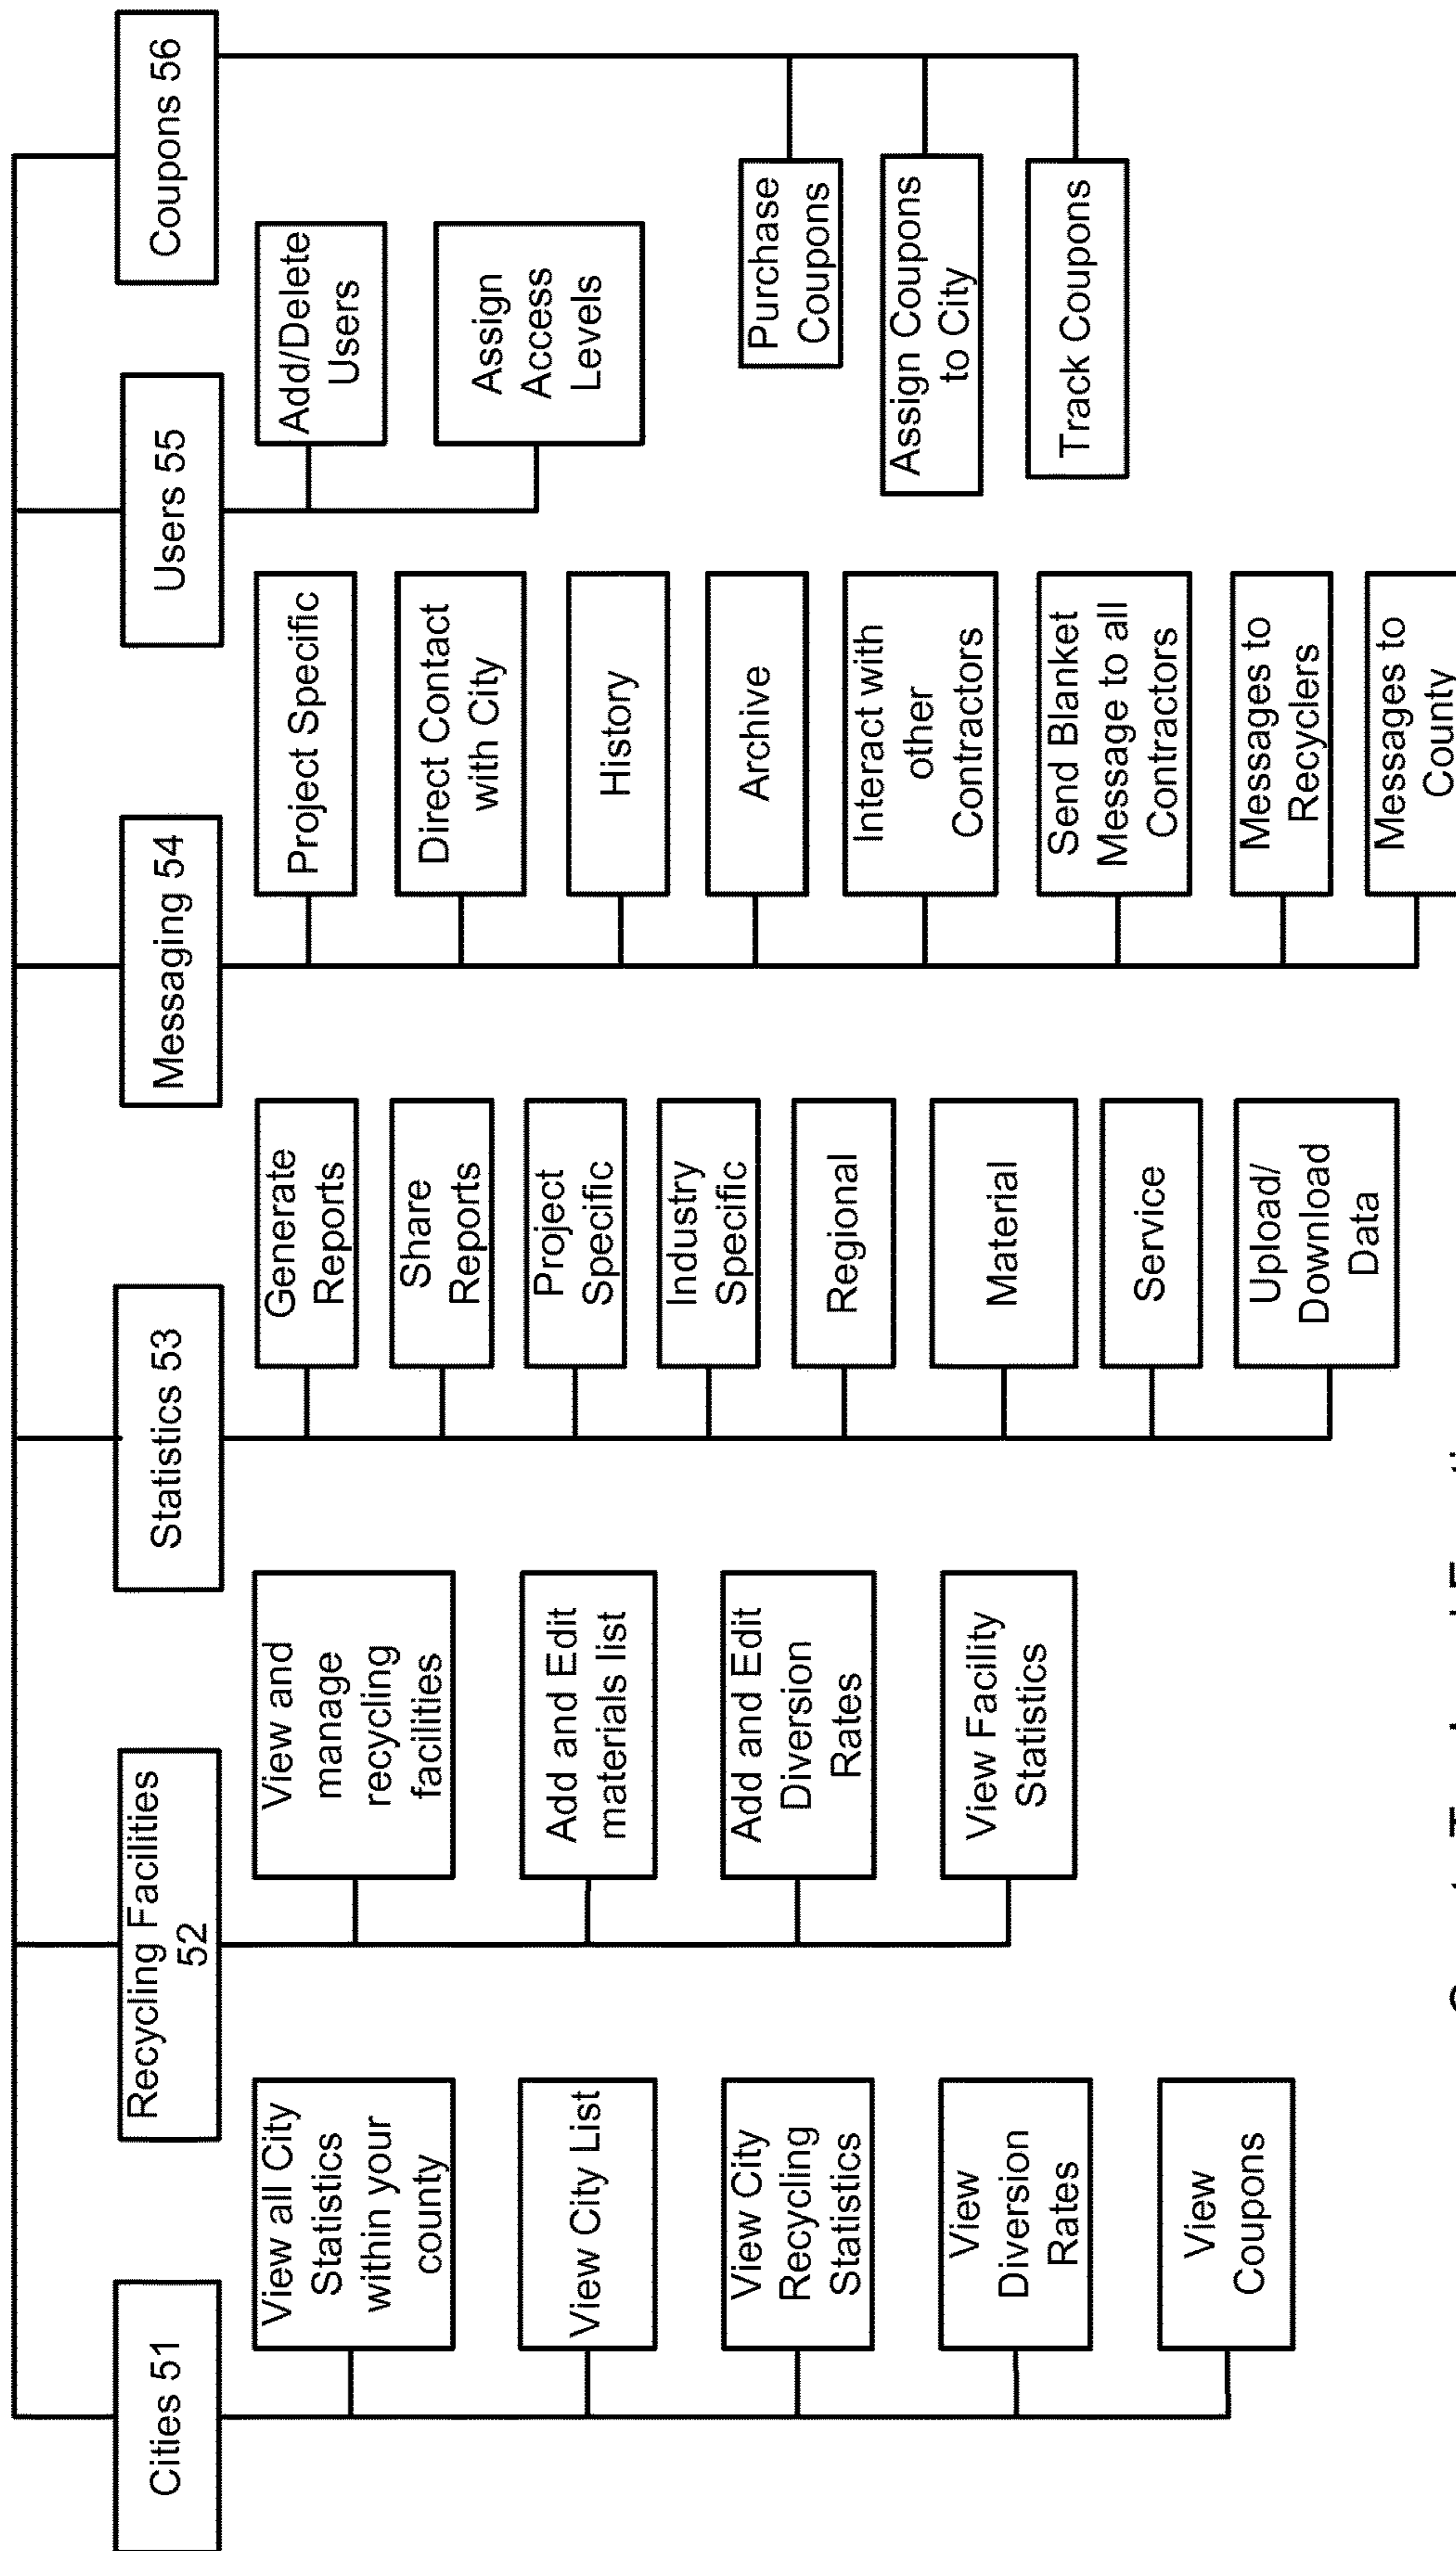 Cities 51
View all City
Statistics
within your
county
View City List
View City
Recycling
Statistics
View
Diversion
Rates
View
Coupons
Recycling Facilities
52
View and
manage
recycling
facilities
Add and Edit
materials list
Add and Edit
Diversion
Rates
View Facility
Statistics
Statistics 53
Generate
Reports
Share
Reports
Project
Specific
Industry
Specific
Regional
Material
Service
Upload/
Download
Data
Messaging 54
Project Specific
Direct Contact
with City
History
Archive
Interact with
other
Contractors
Send Blanket
Message to all
Contractors
Messages to
Recyclers
Messages to
County
Users 55
Add/Delete
Users
Assign
Access
Levels
Coupons 56
Purchase
Coupons
Assign Coupons
to City
Track Coupons